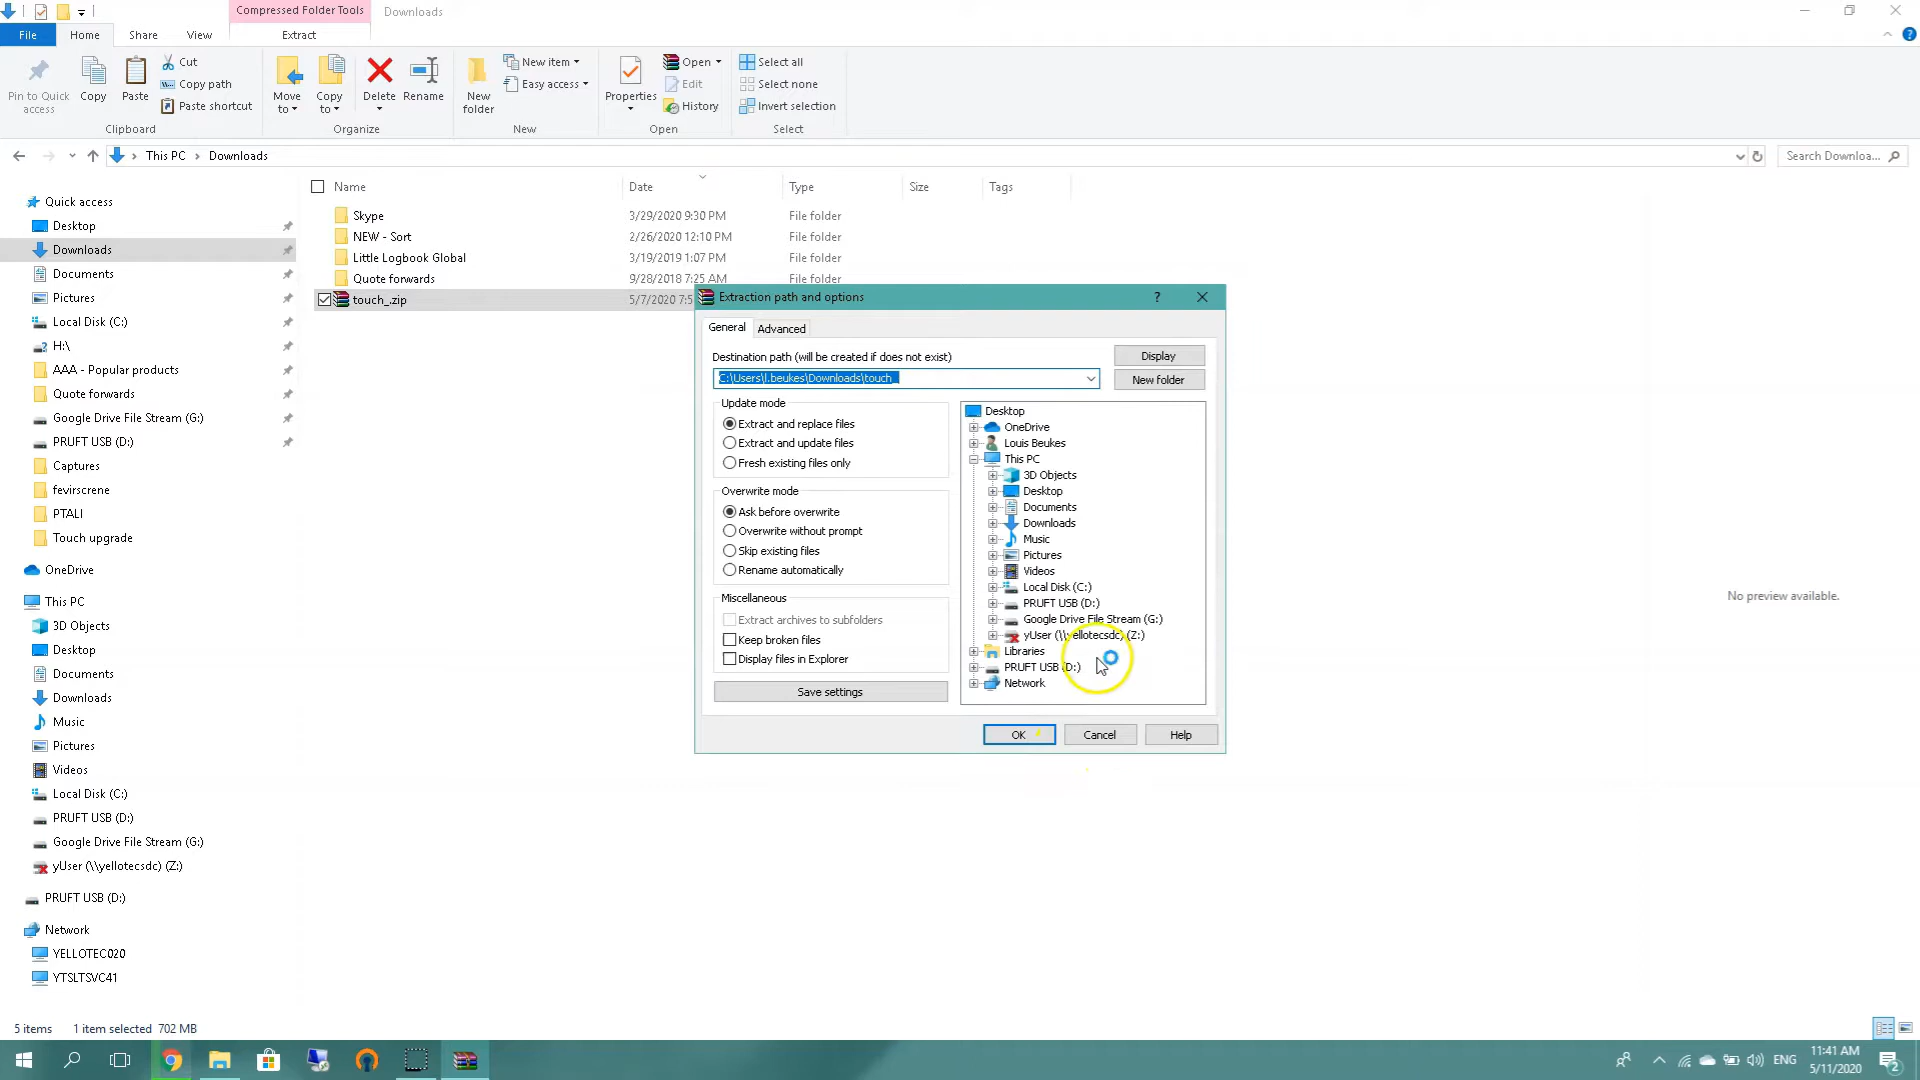 Compressed Folder Tools
Downloads
File
Home
Share
View
Extract
Pin to Quick access
Copy
Paste
Cut
Copy path
Paste shortcut
Clipboard
Move to
Copy to
Delete
Rename
Organize
New folder
New item
Easy access
New
Properties
Open
Edit
History
Open
Select all
Select none
Invert selection
Select
This PC > Downloads
Search Downloa...
Name
Date
Type
Size
Tags
Skype 3/29/2020 9:30 PM File folder
NEW - Sort 2/26/2020 12:10 PM File folder
Little Logbook Global 3/19/2019 1:07 PM File folder
Quote forwards 9/28/2018 7:25 AM File folder
touch_.zip 5/7/2020 7:5
Quick access
Desktop
Downloads
Documents
Pictures
Local Disk (C:)
H:\
AAA - Popular products
Quote forwards
Google Drive File Stream (G:)
PRUFT USB (D:)
Captures
fevirscrene
PTALI
Touch upgrade
OneDrive
This PC
3D Objects
Desktop
Documents
Downloads
Music
Pictures
Videos
Local Disk (C:)
PRUFT USB (D:)
Google Drive File Stream (G:)
yUser (\\yellotecsdc) (Z:)
PRUFT USB (D:)
Network
YELLOTEC020
YTSLTSVC41
Extraction path and options
?
General
Advanced
Destination path (will be created if does not exist)
C:\Users\l.beukes\Downloads\touch_
Display
New folder
Update mode
Extract and replace files
Extract and update files
Fresh existing files only
Overwrite mode
Ask before overwrite
Overwrite without prompt
Skip existing files
Rename automatically
Miscellaneous
Extract archives to subfolders
Keep broken files
Display files in Explorer
Save settings
Desktop
OneDrive
Louis Beukes
This PC
3D Objects
Desktop
Documents
Downloads
Music
Pictures
Videos
Local Disk (C:)
PRUFT USB (D:)
Google Drive File Stream (G:)
yUser (\\yellotecsdc) (Z:)
Libraries
PRUFT USB (D:)
Network
OK
Cancel
Help
No preview available.
5 items
1 item selected 702 MB
ENG
11:41 AM
5/11/2020
2